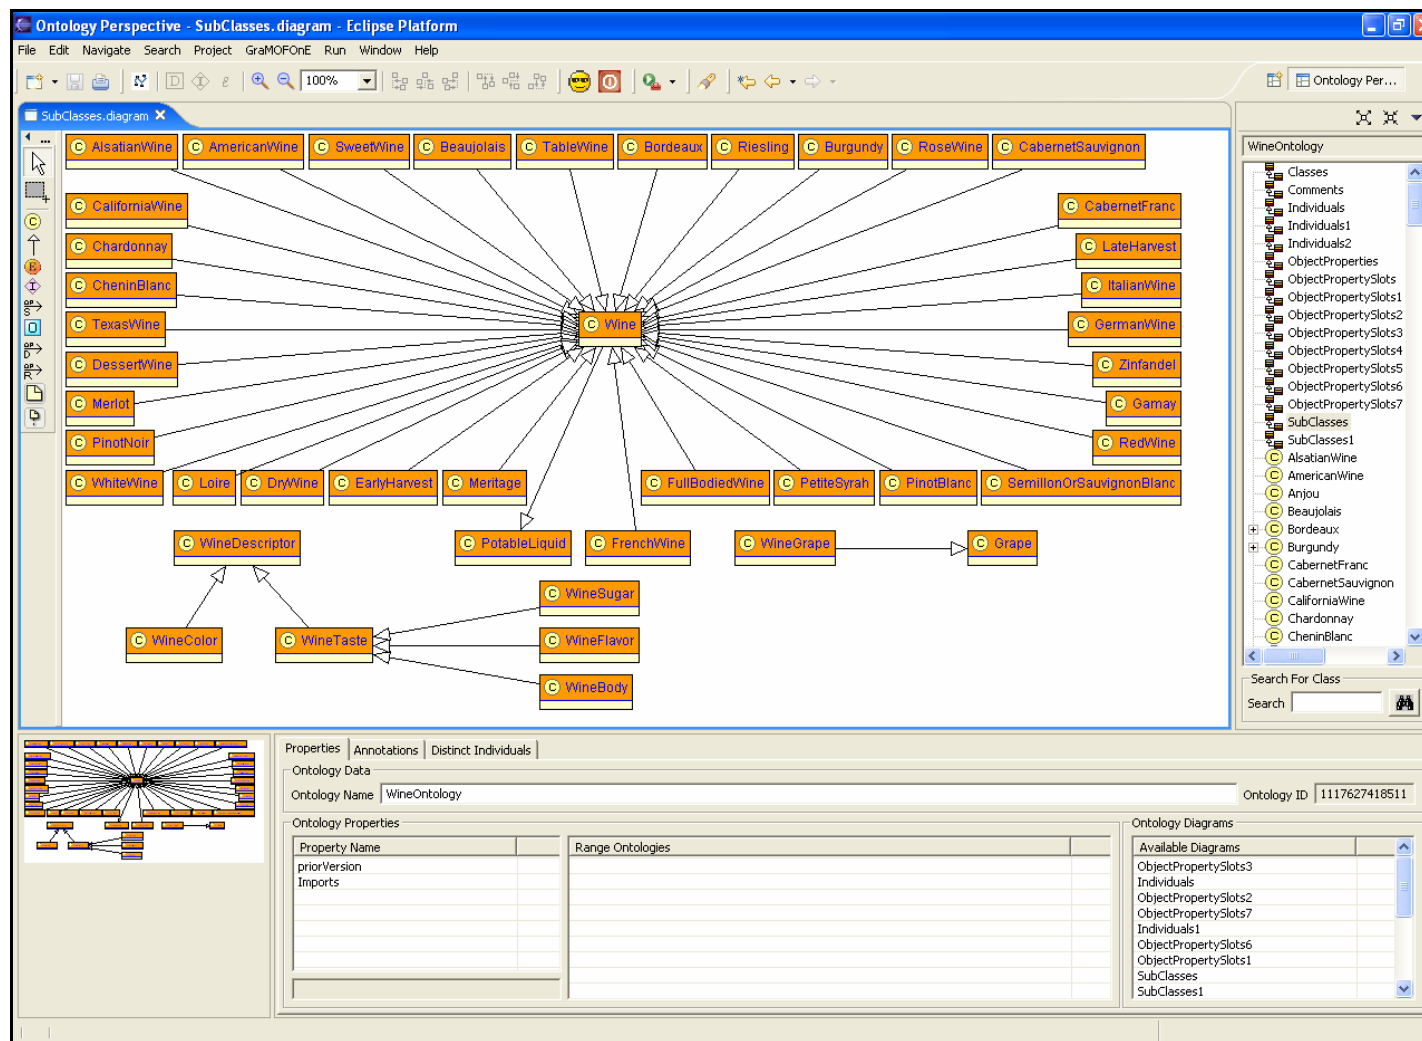 Ontology Perspective - SubClasses.diagram - Eclipse Platform
File Edit Navigate Search Project GraMOFOnE Run Window Help
100%
Ontology Per...
SubClasses.diagram
AlsatianWine AmericanWine SweetWine Beaujolais TableWine Bordeaux Riesling Burgundy RoseWine CabernetSauvignon
CaliforniaWine CabernetFranc
Chardonnay LateHarvest
CheninBlanc ItalianWine
TexasWine Wine GermanWine
DessertWine Zinfandel
Merlot Gamay
PinotNoir RedWine
WhiteWine Loire DryWine EarlyHarvest Meritage FullBodiedWine PetiteSyrah PinotBlanc SemillonOrSauvignonBlanc
WineDescriptor PotableLiquid FrenchWine WineGrape Grape
WineSugar
WineColor WineTaste WineFlavor
WineBody
WineOntology
Classes
Comments
Individuals
Individuals1
Individuals2
ObjectProperties
ObjectPropertySlots
ObjectPropertySlots1
ObjectPropertySlots2
ObjectPropertySlots3
ObjectPropertySlots4
ObjectPropertySlots5
ObjectPropertySlots6
ObjectPropertySlots7
SubClasses
SubClasses1
AlsatianWine
AmericanWine
Anjou
Beaujolais
Bordeaux
Burgundy
CabernetFranc
CabernetSauvignon
CaliforniaWine
Chardonnay
CheninBlanc
Search For Class
Search
Properties Annotations Distinct Individuals
Ontology Data
Ontology Name WineOntology Ontology ID 1117627418511
Ontology Properties
Property Name Range Ontologies
priorVersion
Imports
Ontology Diagrams
Available Diagrams
ObjectPropertySlots3
Individuals
ObjectPropertySlots2
ObjectPropertySlots7
Individuals1
ObjectPropertySlots6
ObjectPropertySlots1
SubClasses
SubClasses1